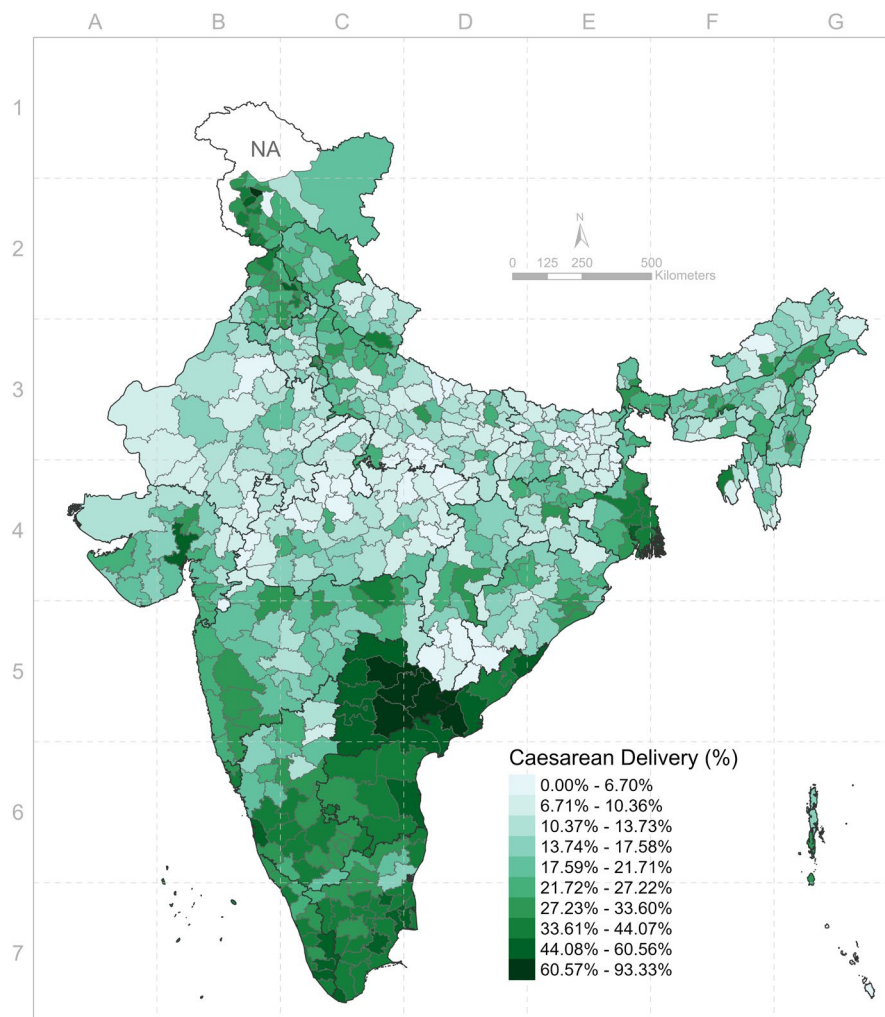 A B C D E F G
1
NA
2
N
0 125 250 500
Kilometers
3
4
5
Caesarean Delivery (%)
0.00% - 6.70%
6.71% - 10.36%
10.37% - 13.73%
13.74% - 17.58%
17.59% - 21.71%
21.72% - 27.22%
27.23% - 33.60%
33.61% - 44.07%
44.08% - 60.56%
60.57% - 93.33%
6
7